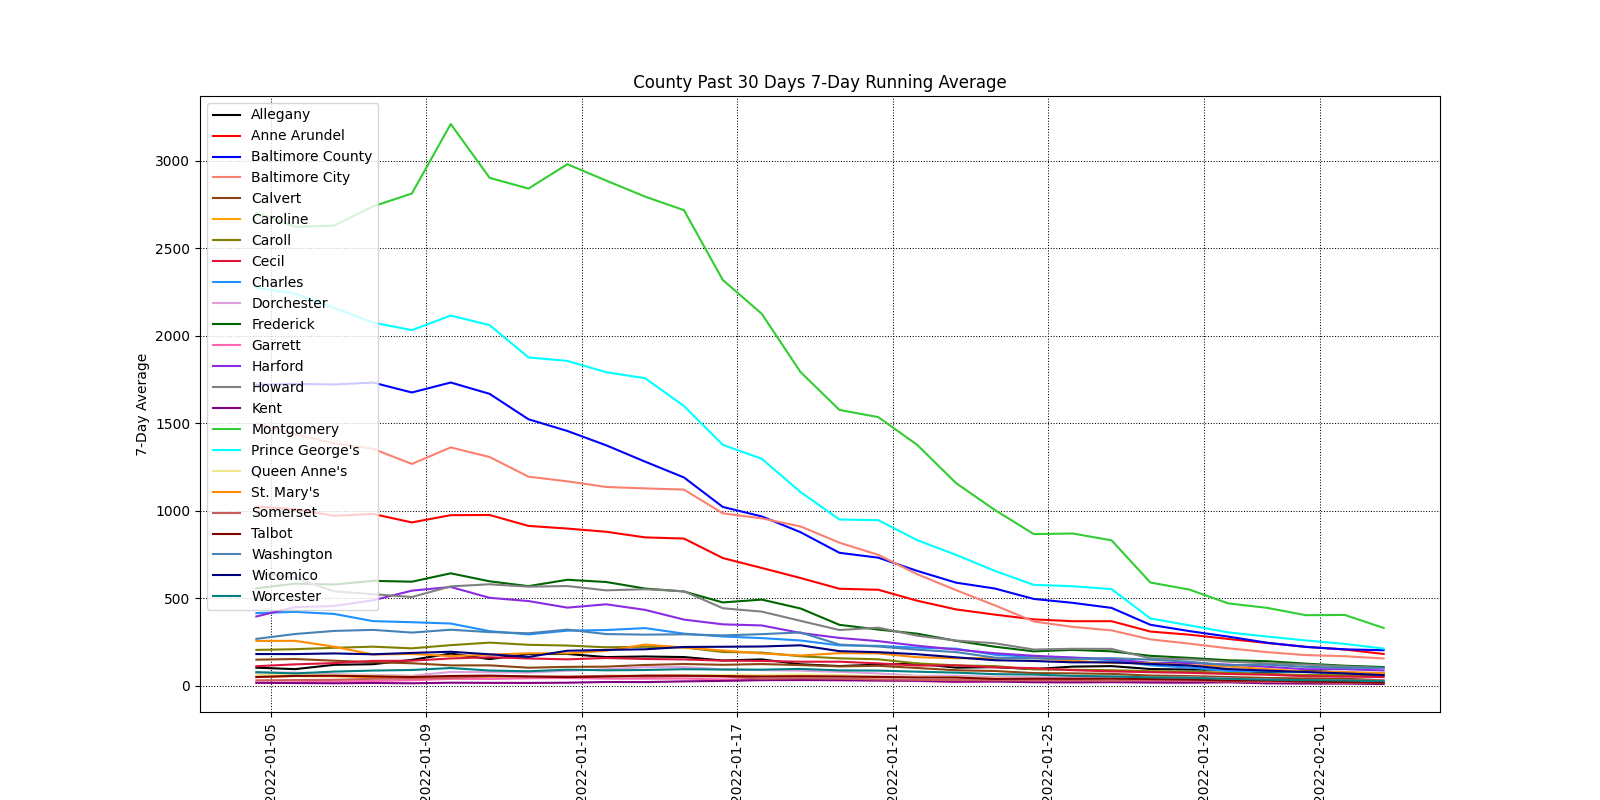 County Past 30 Days 7-Day Running Average
7-Day Average
3000
2500
2000
1500
1000
500
0
Allegany
Anne Arundel
Baltimore County
Baltimore City
Calvert
Caroline
Caroll
Cecil
Charles
Dorchester
Frederick
Garrett
Harford
Howard
Kent
Montgomery
Prince George's
Queen Anne's
St. Mary's
Somerset
Talbot
Washington
Wicomico
Worcester
2022-01-05
2022-01-09
2022-01-13
2022-01-17
2022-01-21
2022-01-25
2022-01-29
2022-02-01